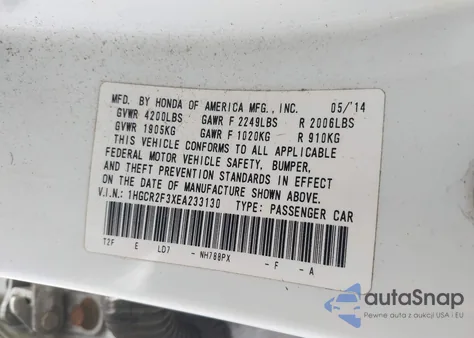 MFD. BY HONDA OF AMERICA MFG., INC. 05/'14
GVWR 4200LBS GAWR F 2249LBS R 2006LBS
GVWR 1905KG GAWR F 1020KG R 910KG
THIS VEHICLE CONFORMS TO ALL APPLICABLE
FEDERAL MOTOR VEHICLE SAFETY, BUMPER,
AND THEFT PREVENTION STANDARDS IN EFFECT
ON THE DATE OF MANUFACTURE SHOWN ABOVE.
V.I.N.: 1HGCR2F3XEA233130 TYPE: PASSENGER CAR
T2F E LD7 - NH788PX - F - A
autoSnap
Pewne auta z aukcji USA i EU